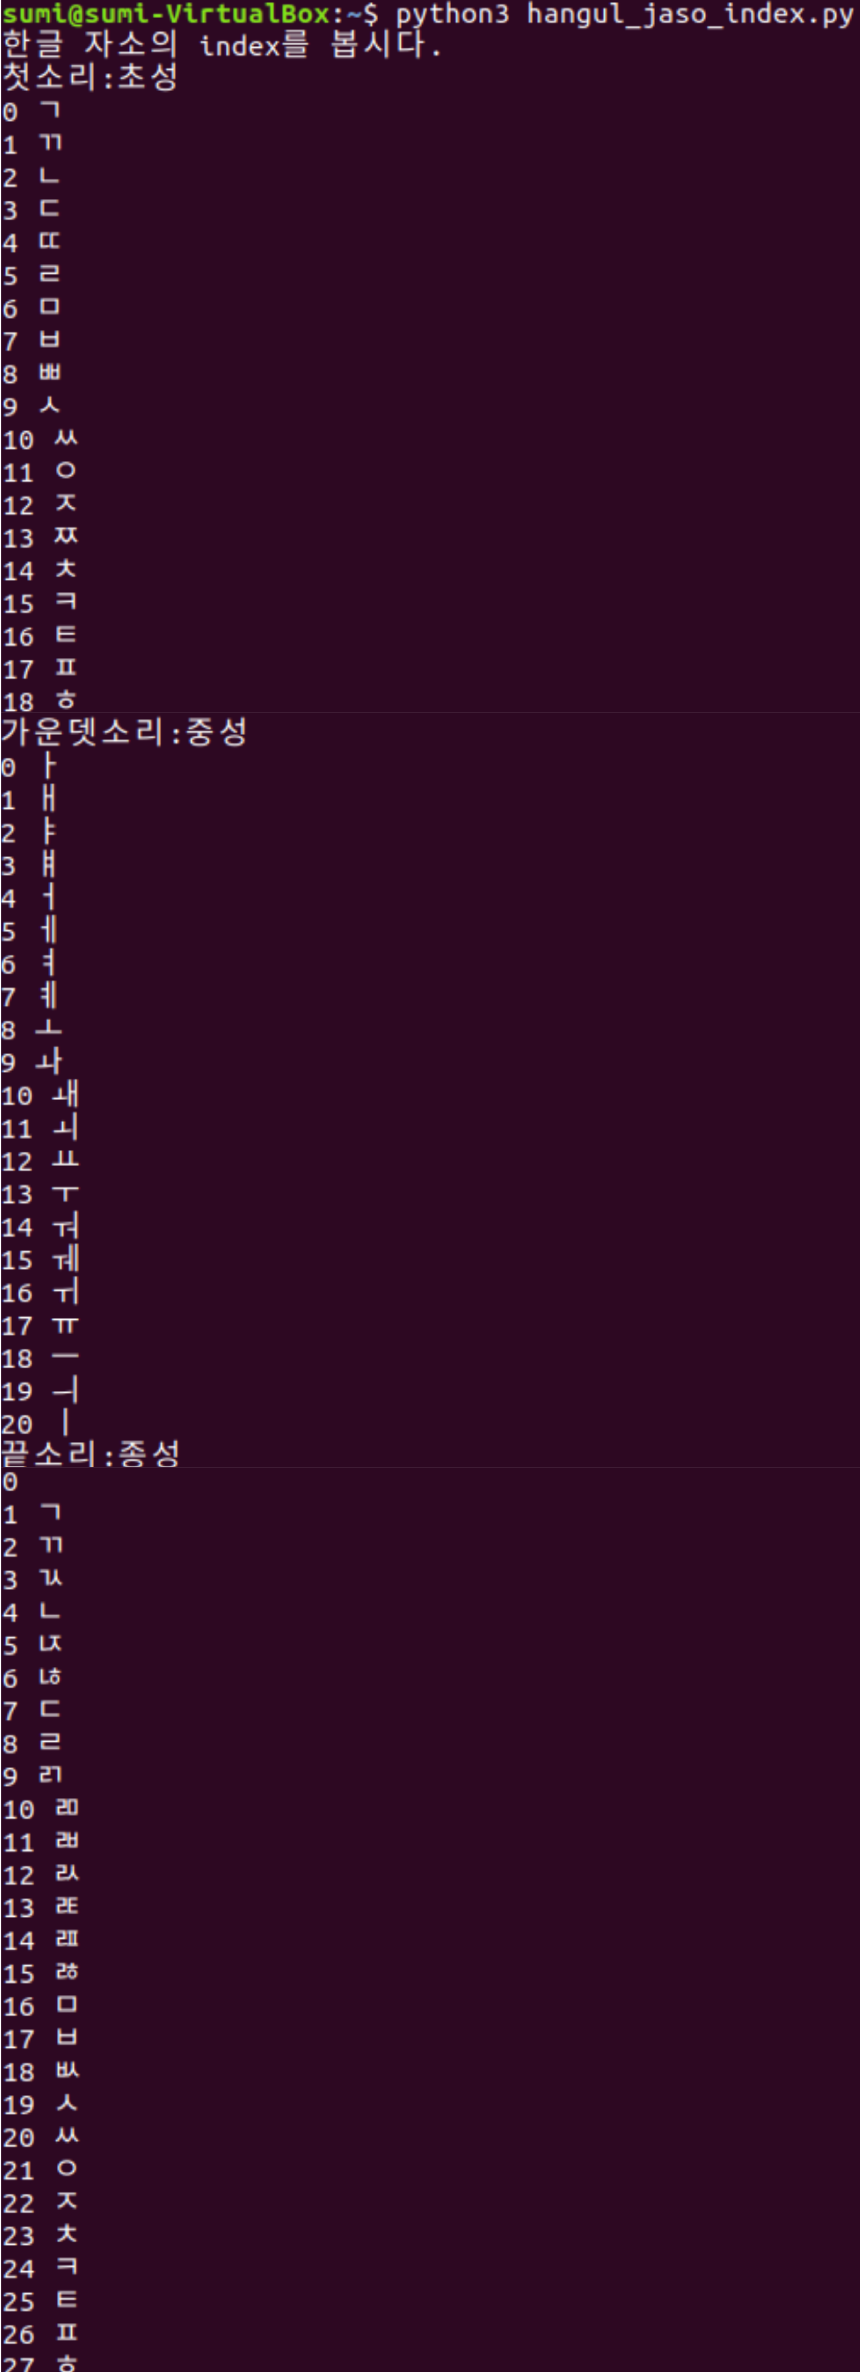 sumi@sumi-VirtualBox:~$ python3 hangul_jaso_index.py
한글 자소의 index를 봅시다.
첫소리:초성
0 ㄱ
1 ㄲ
2 ㄴ
3 ㄷ
4 ㄸ
5 ㄹ
6 ㅁ
7 ㅂ
8 ㅃ
9 ㅅ
10 ㅆ
11 ㅇ
12 ㅈ
13 ㅉ
14 ㅊ
15 ㅋ
16 ㅌ
17 ㅍ
18 ㅎ
가운뎃소리:중성
0 ㅏ
1 ㅐ
2 ㅑ
3 ㅒ
4 ㅓ
5 ㅔ
6 ㅕ
7 ㅖ
8 ㅗ
9 ㅘ
10 ㅙ
11 ㅚ
12 ㅛ
13 ㅜ
14 ㅝ
15 ㅞ
16 ㅟ
17 ㅠ
18 ㅡ
19 ㅢ
20 ㅣ
끝소리:종성
0
1 ㄱ
2 ㄲ
3 ㄳ
4 ㄴ
5 ㄵ
6 ㄶ
7 ㄷ
8 ㄹ
9 ㄺ
10 ㄻ
11 ㄼ
12 ㄽ
13 ㄾ
14 ㄿ
15 ㅀ
16 ㅁ
17 ㅂ
18 ㅄ
19 ㅅ
20 ㅆ
21 ㅇ
22 ㅈ
23 ㅊ
24 ㅋ
25 ㅌ
26 ㅍ
27 ㅎ